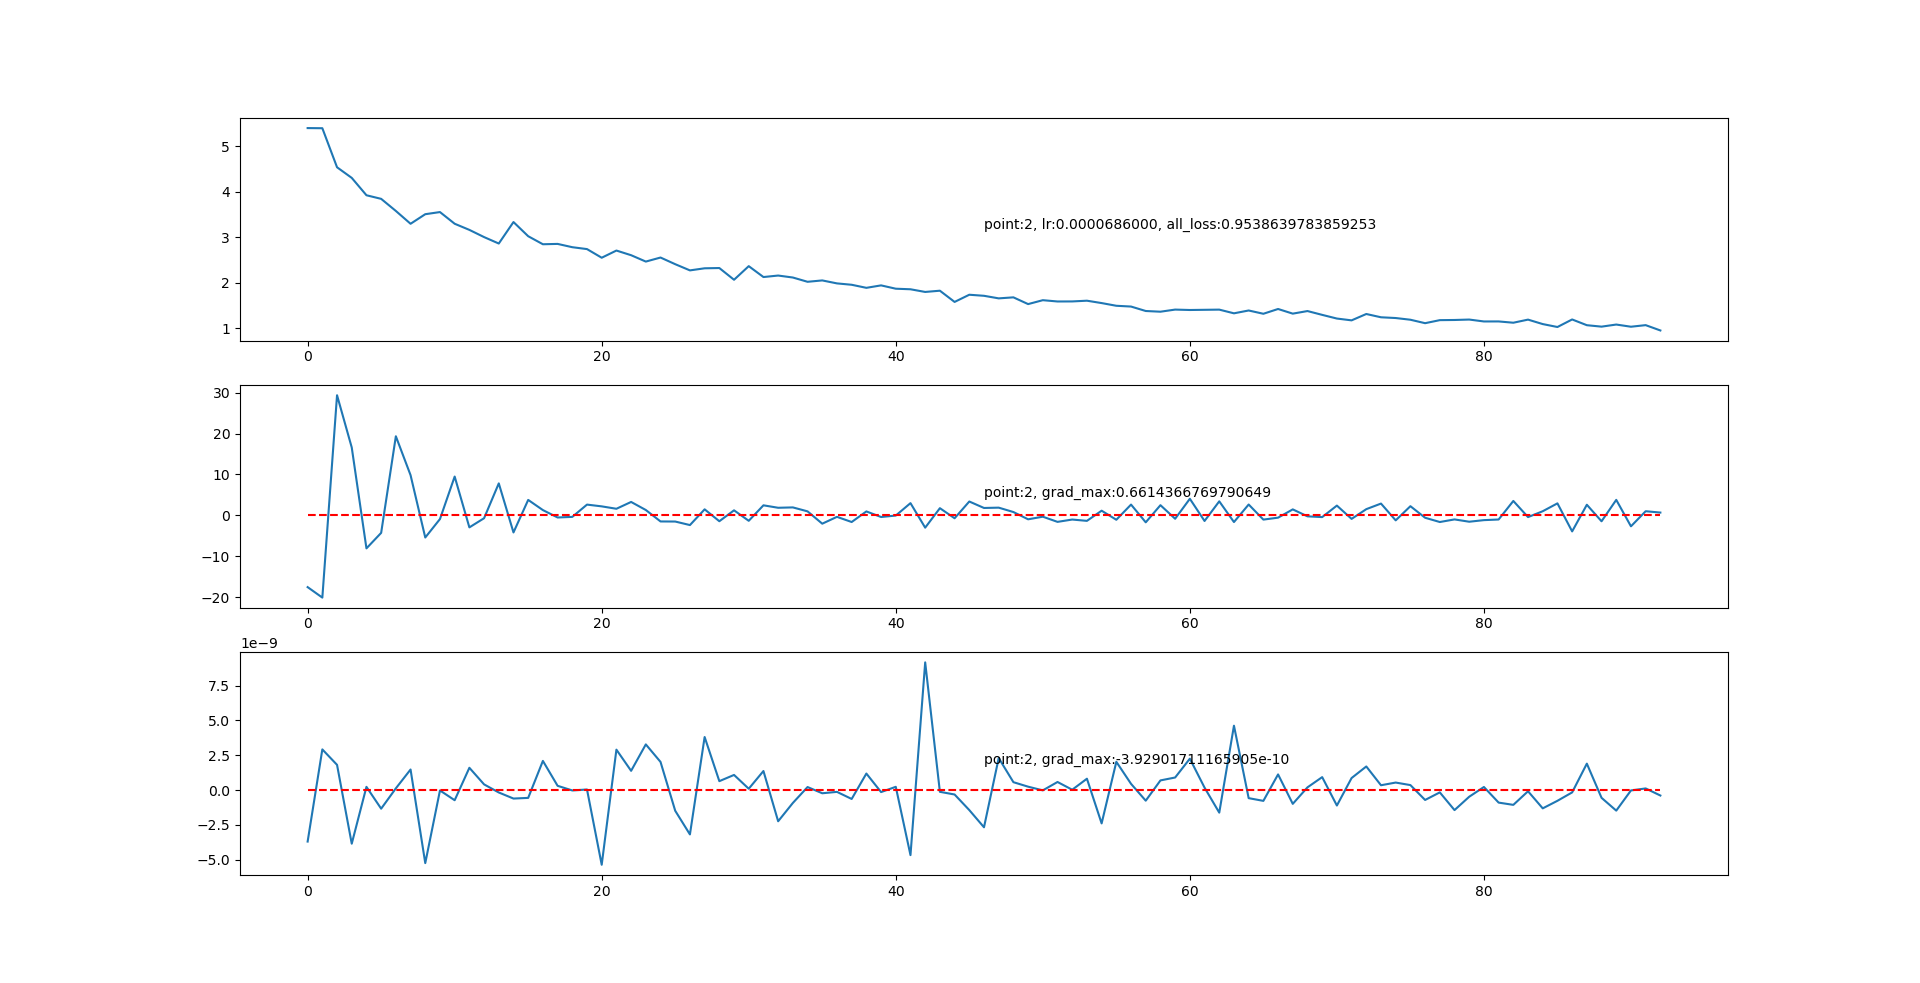 5
4
3
2
1
point:2, lr:0.0000686000, all_loss:0.9538639783859253
0 20 40 60 80
30
20
10
0
−10
−20
point:2, grad_max:0.6614366769790649
0 20 40 60 80
1e−9
7.5
5.0
2.5
0.0
−2.5
−5.0
point:2, grad_max:-3.92901711165905e-10
0 20 40 60 80